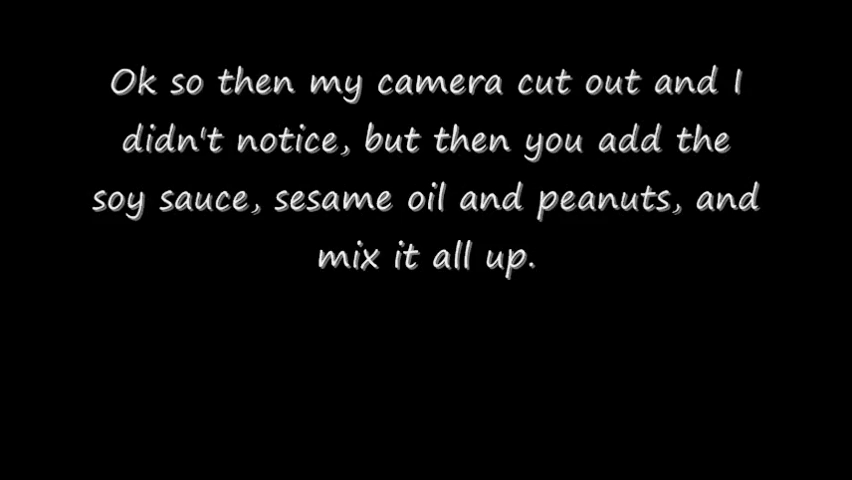 Ok so then my camera cut out and I
didn't notice, but then you add the
soy sauce, sesame oil and peanuts, and
mix it all up.